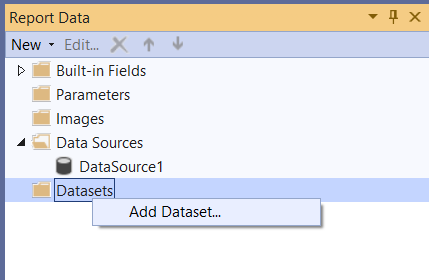 Report Data
New Edit...
Built-in Fields
Parameters
Images
Data Sources
DataSource1
Datasets
Add Dataset...